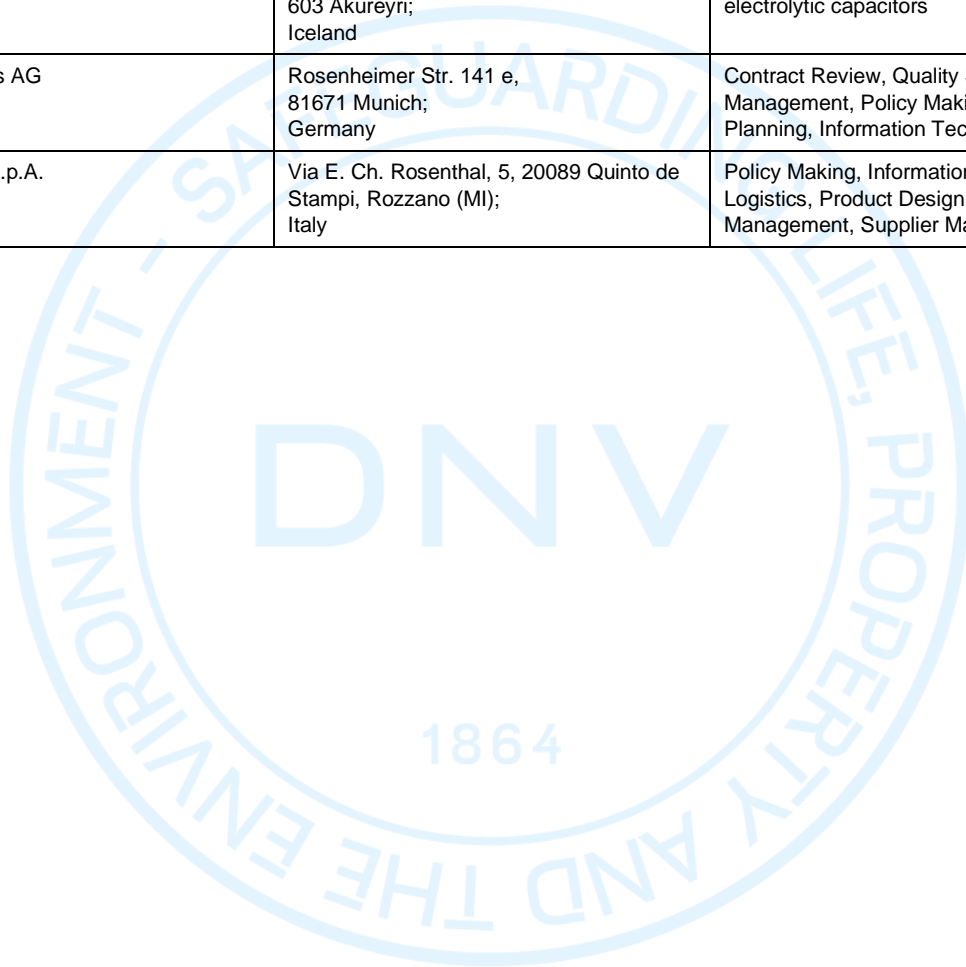 603 Akureyri;
Iceland
electrolytic capacitors
s AG
Rosenheimer Str. 141 e,
81671 Munich;
Germany
Contract Review, Quality
Management, Policy Maki
Planning, Information Tec
.p.A.
Via E. Ch. Rosenthal, 5, 20089 Quinto de
Stampi, Rozzano (MI);
Italy
Policy Making, Information
Logistics, Product Design
Management, Supplier Ma
SAFEGUARDING LIFE, PROPERTY AND THE ENVIRONMENT -
DNV
1864